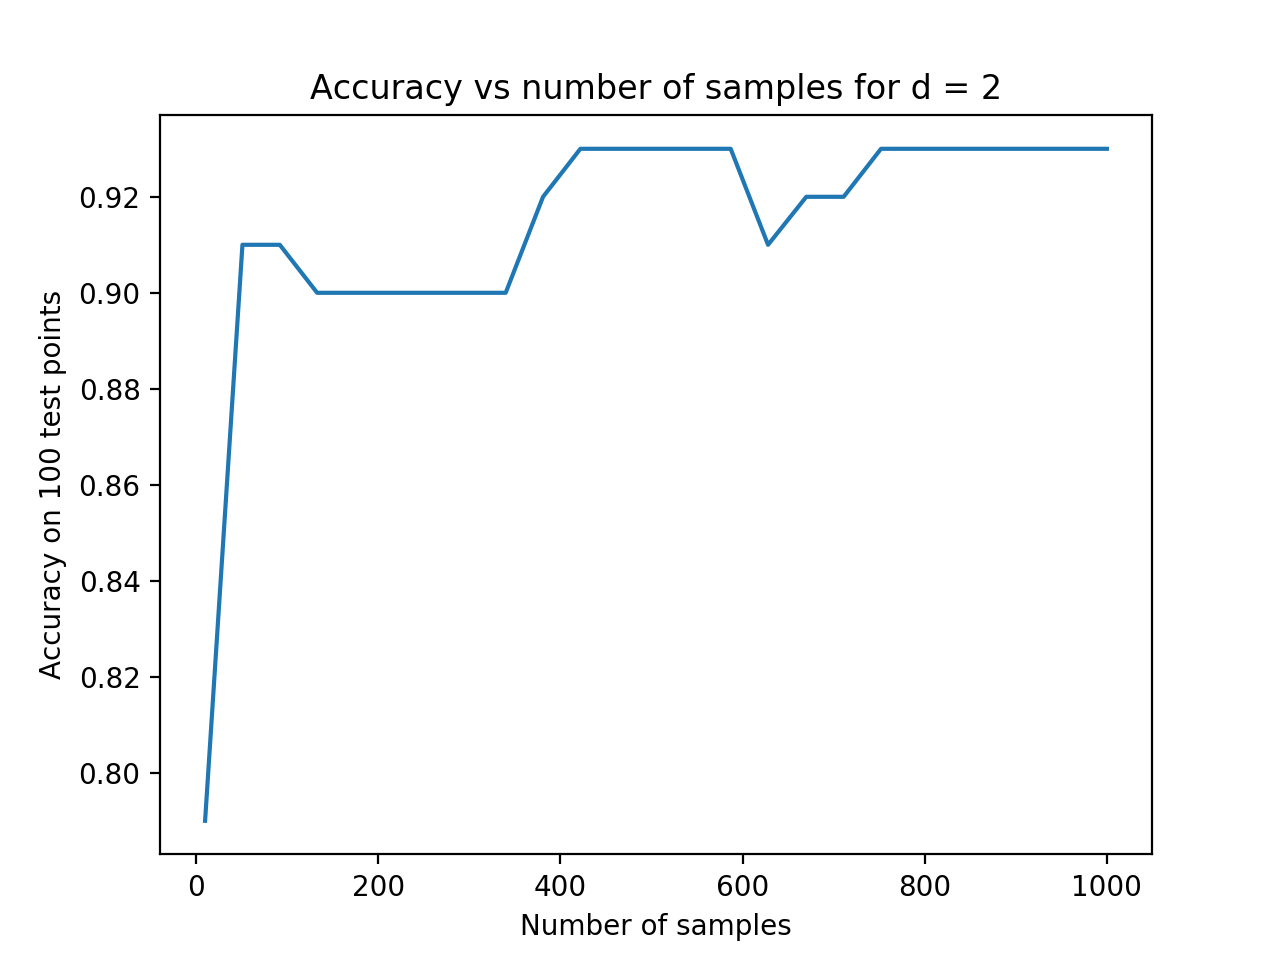 Accuracy vs number of samples for d = 2
Accuracy on 100 test points
0.92
0.90
0.88
0.86
0.84
0.82
0.80
0 200 400 600 800 1000
Number of samples